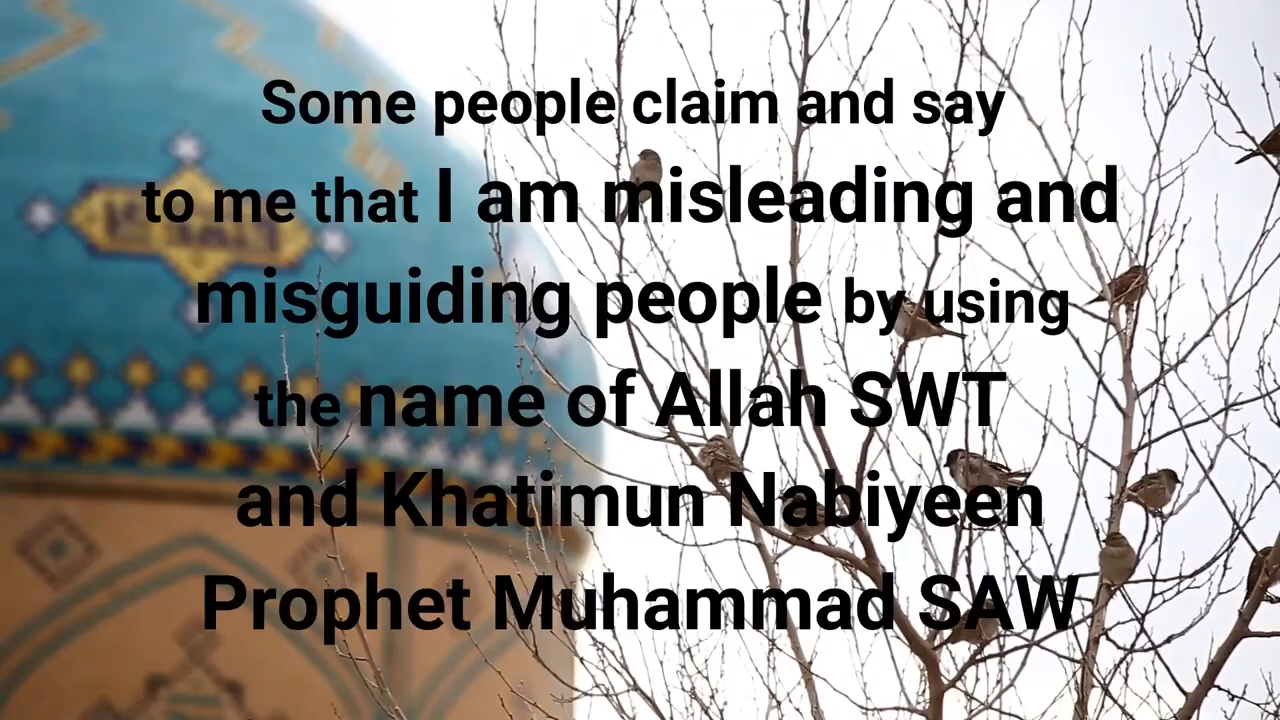 Some people claim and say
to me that I am misleading and
misguiding people by using
the name of Allah SWT
and Khatimun Nabiyeen
Prophet Muhammad SAW